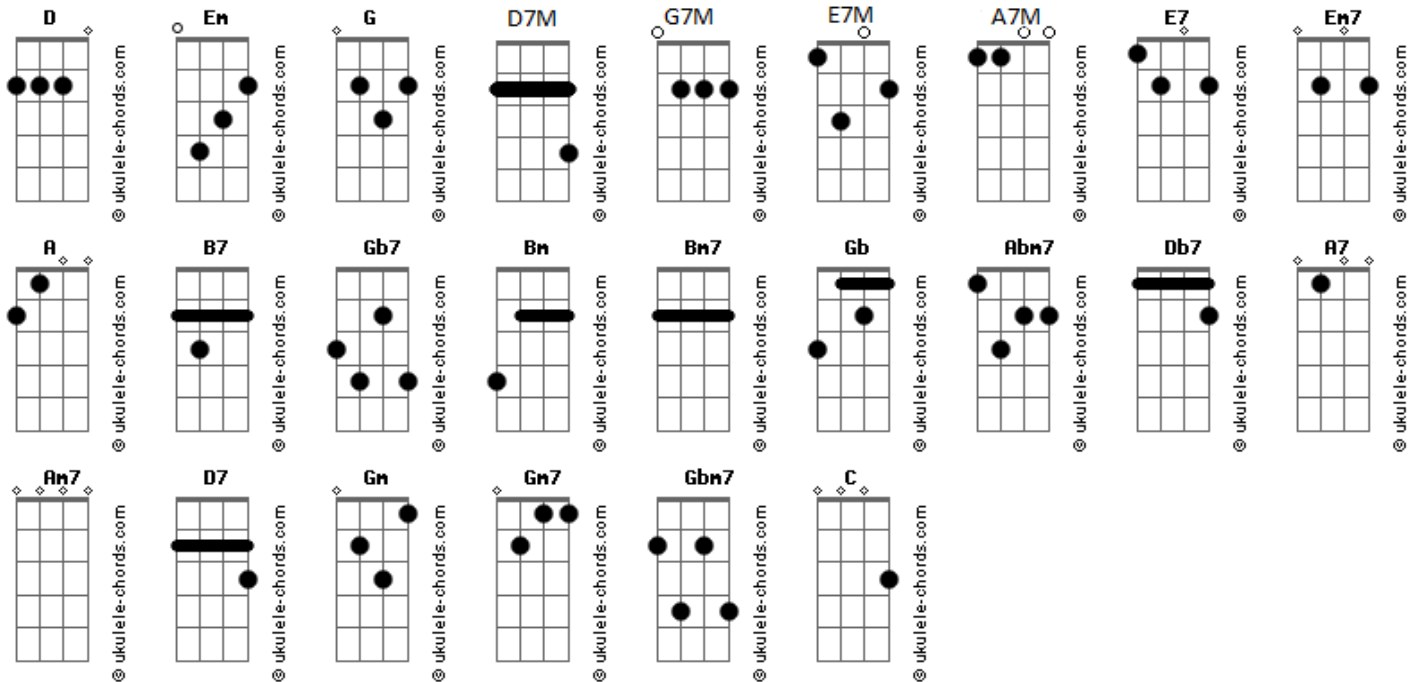 D Em G D7M G7M E7M A7M E7 Em7
© ukulele-chords.com © ukulele-chords.com © ukulele-chords.com © ukulele-chords.com © ukulele-chords.com © ukulele-chords.com © ukulele-chords.com © ukulele-chords.com © ukulele-chords.com
A B7 Gb7 Bm Bm7 Gb Abm7 Db7 A7
© ukulele-chords.com © ukulele-chords.com © ukulele-chords.com © ukulele-chords.com © ukulele-chords.com © ukulele-chords.com © ukulele-chords.com © ukulele-chords.com © ukulele-chords.com
Am7 D7 Gm Gm7 Gbm7 C
© ukulele-chords.com © ukulele-chords.com © ukulele-chords.com © ukulele-chords.com © ukulele-chords.com © ukulele-chords.com